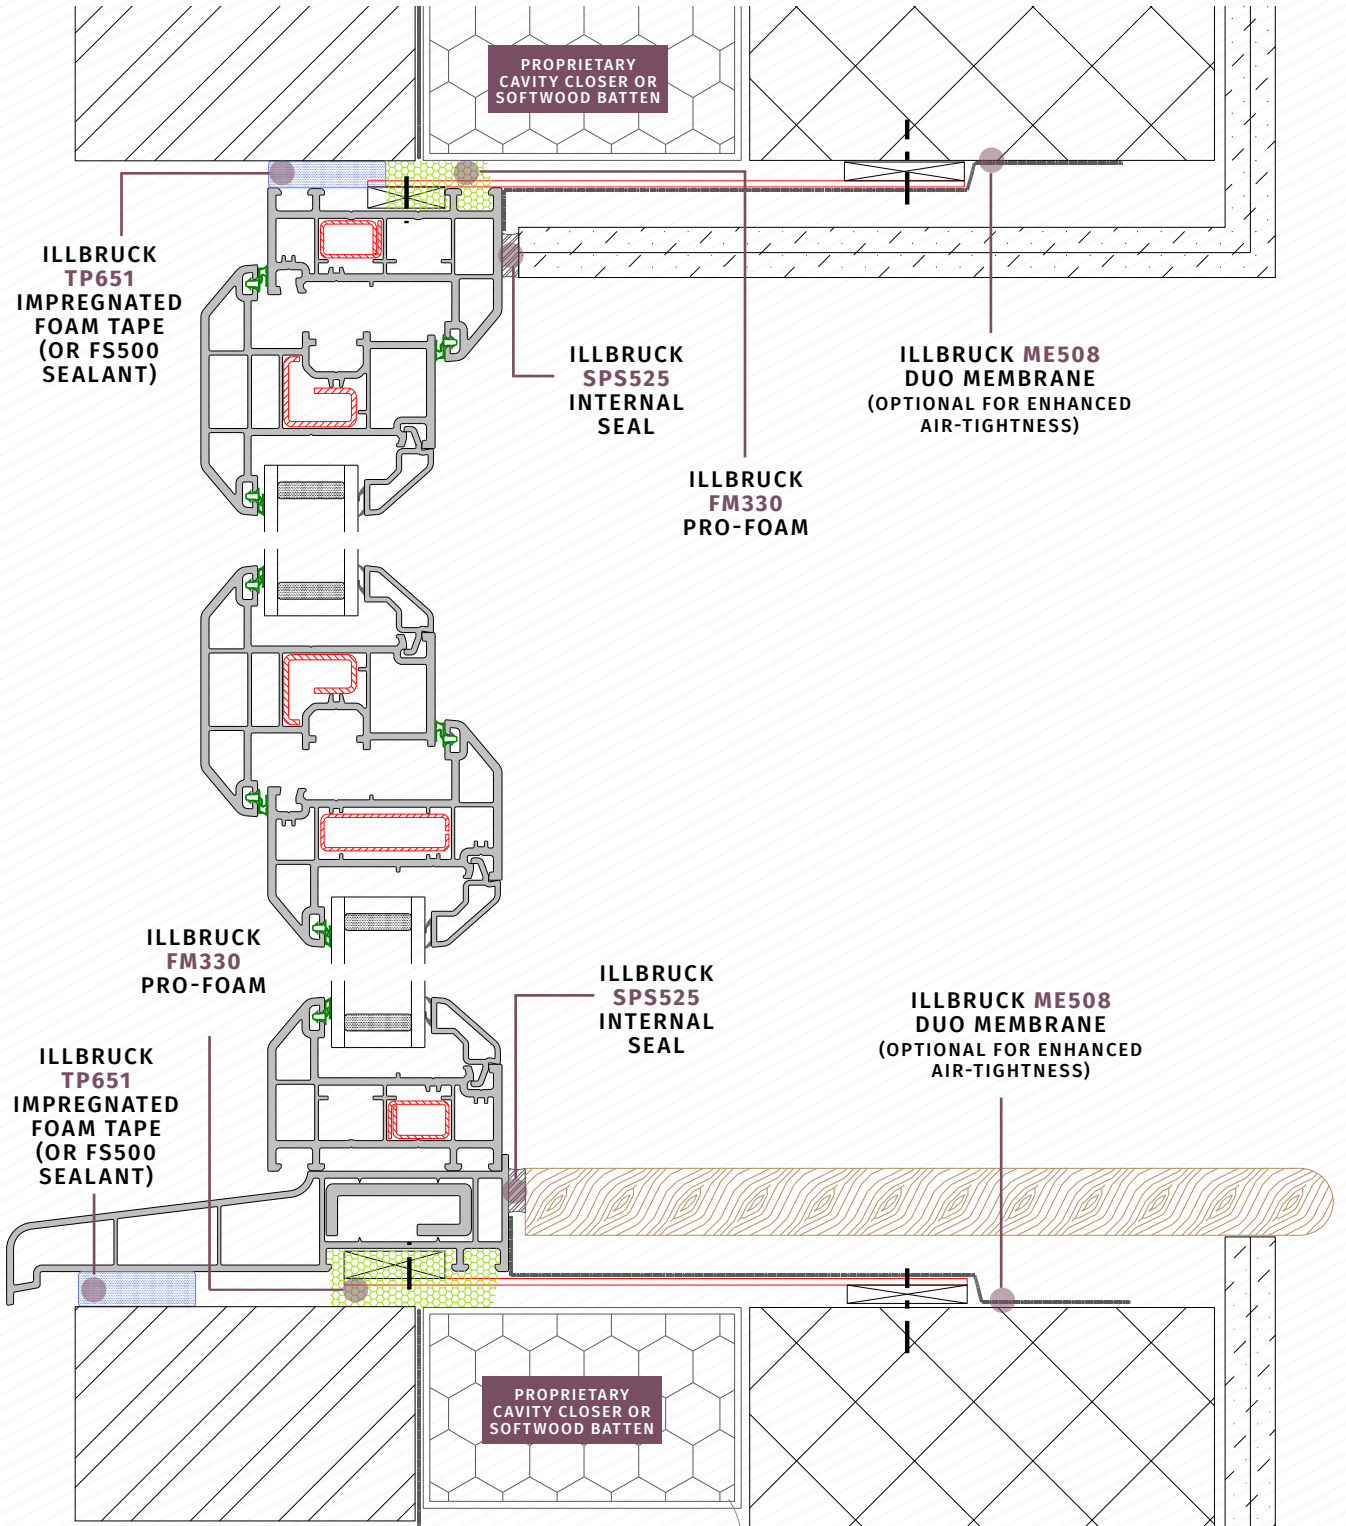 PROPRIETARY
CAVITY CLOSER OR
SOFTWOOD BATTEN
ILLBRUCK
TP651
IMPREGNATED
FOAM TAPE
(OR FS500
SEALANT)
ILLBRUCK
SPS525
INTERNAL
SEAL
ILLBRUCK ME508
DUO MEMBRANE
(OPTIONAL FOR ENHANCED
AIR-TIGHTNESS)
ILLBRUCK
FM330
PRO-FOAM
ILLBRUCK
FM330
PRO-FOAM
ILLBRUCK
SPS525
INTERNAL
SEAL
ILLBRUCK ME508
DUO MEMBRANE
(OPTIONAL FOR ENHANCED
AIR-TIGHTNESS)
ILLBRUCK
TP651
IMPREGNATED
FOAM TAPE
(OR FS500
SEALANT)
PROPRIETARY
CAVITY CLOSER OR
SOFTWOOD BATTEN